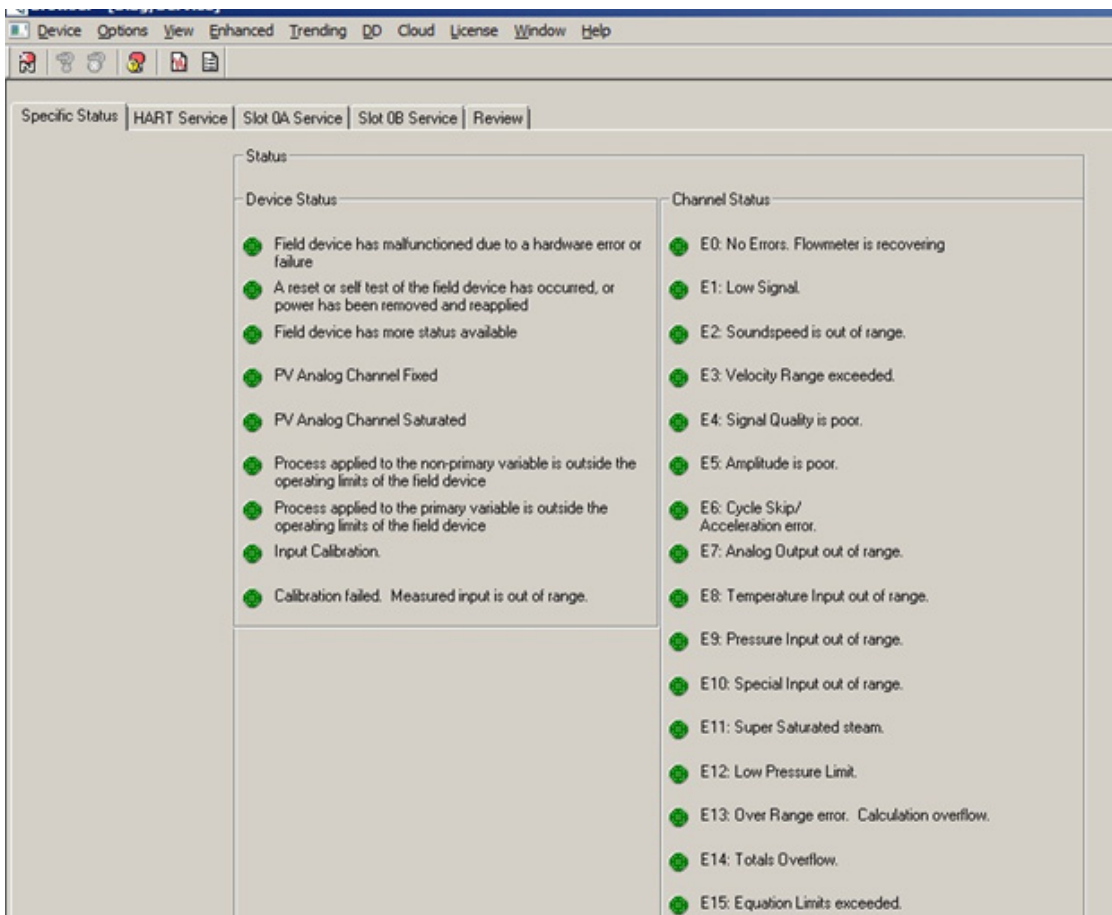 Device Options View Enhanced Trending DD Cloud License Window Help
Specific Status HART Service Slot 0A Service Slot 0B Service Review
Status
Device Status
Field device has malfunctioned due to a hardware error or
failure
A reset or self test of the field device has occurred, or
power has been removed and reapplied
Field device has more status available
PV Analog Channel Fixed
PV Analog Channel Saturated
Process applied to the non-primary variable is outside the
operating limits of the field device
Process applied to the primary variable is outside the
operating limits of the field device
Input Calibration.
Calibration failed. Measured input is out of range.
Channel Status
E0: No Errors. Flowmeter is recovering
E1: Low Signal.
E2: Soundspeed is out of range.
E3: Velocity Range exceeded.
E4: Signal Quality is poor.
E5: Amplitude is poor.
E6: Cycle Skip/
Acceleration error.
E7: Analog Output out of range.
E8: Temperature Input out of range.
E9: Pressure Input out of range.
E10: Special Input out of range.
E11: Super Saturated steam.
E12: Low Pressure Limit.
E13: Over Range error. Calculation overflow.
E14: Totals Overflow.
E15: Equation Limits exceeded.